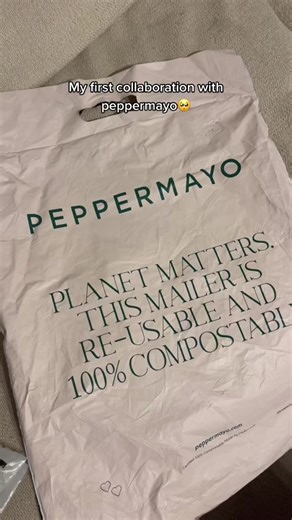 My first collaboration with
peppermayo🥺
PEPPERMAYO
PLANET MATTERS.
THIS MAILER IS
RE-USABLE AND
100% COMPOSTABL
peppermayo.com